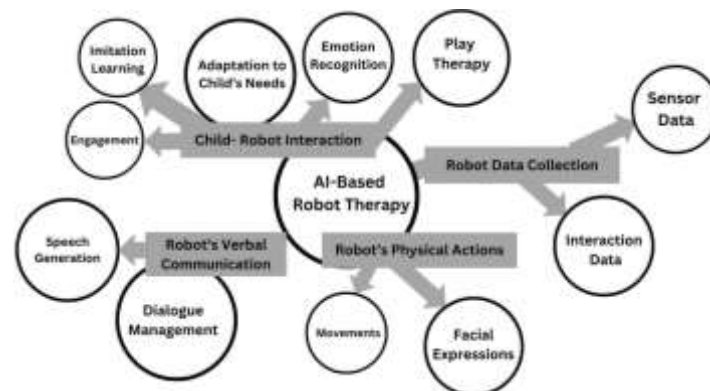 Imitation
Learning
Adaptation to
Child's Needs
Emotion
Recognition
Play
Therapy
Sensor
Data
Engagement
Child- Robot Interaction
Robot Data Collection
AI-Based
Robot Therapy
Speech
Generation
Robot's Verbal
Communication
Robot's Physical Actions
Interaction
Data
Dialogue
Management
Movements
Facial
Expressions